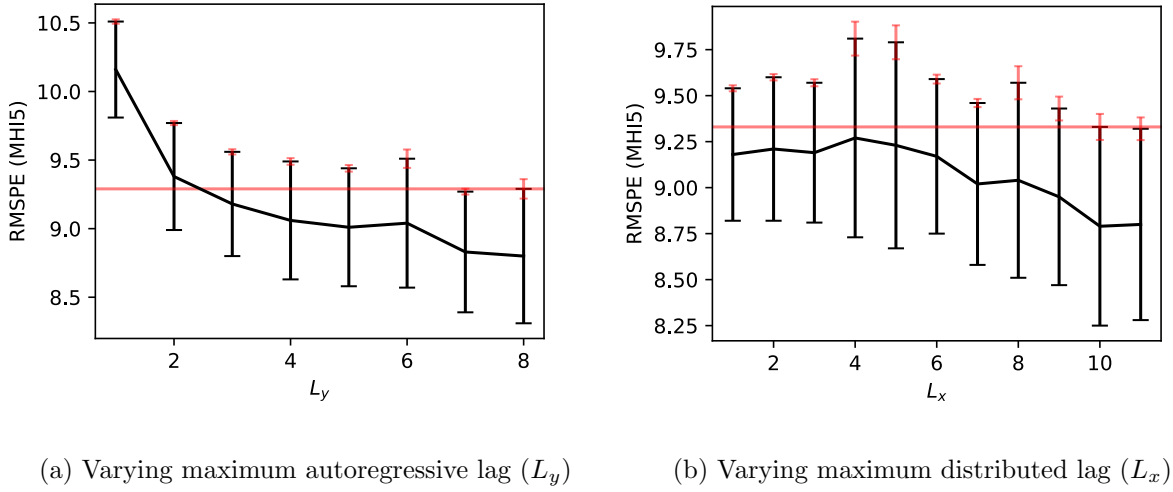 10.5
10.0
9.5
9.0
8.5
RMSPE (MHI5)
2 4 6 8
L_y
9.75
9.50
9.25
9.00
8.75
8.50
8.25
RMSPE (MHI5)
2 4 6 8 10
L_x
(a) Varying maximum autoregressive lag (L_y)
(b) Varying maximum distributed lag (L_x)